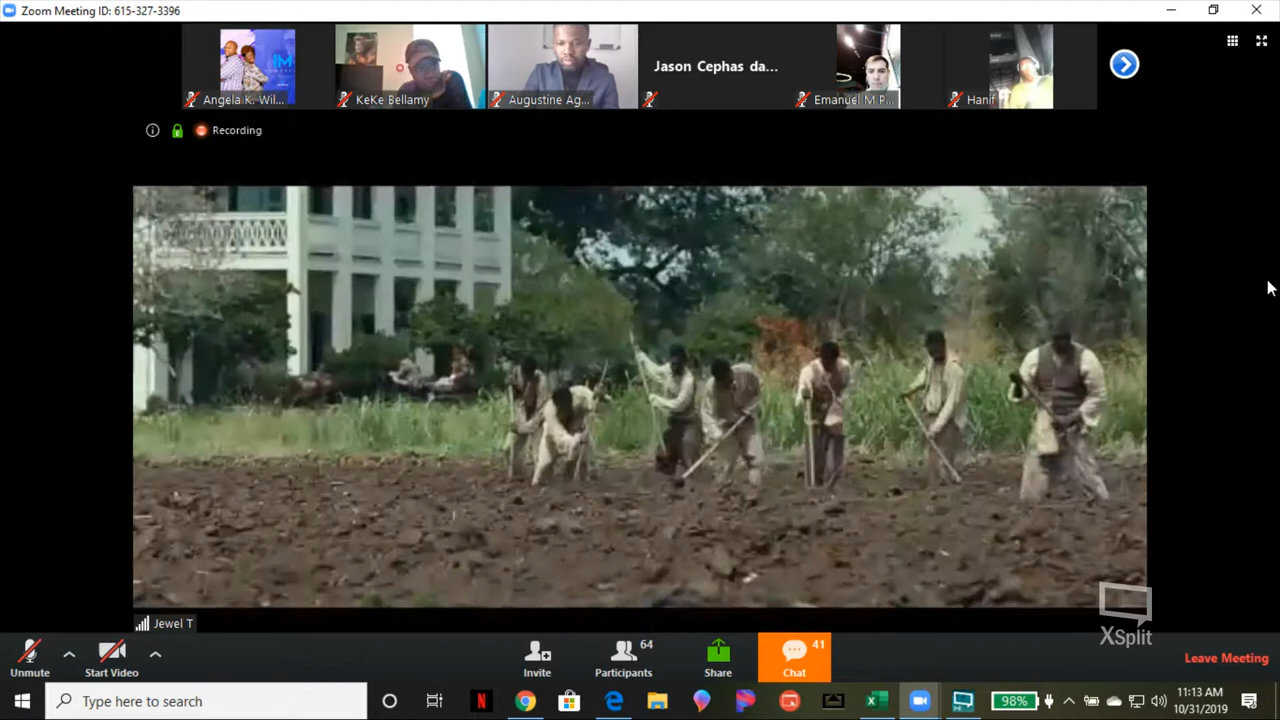 Zoom Meeting ID: 615-327-3396
IM
Angela K. Wil...
KeKe Bellamy
Augustine Ag...
Jason Cephas da...
Emanuel M P...
Hanif
Recording
Jewel T
XSplit
Unmute
Start Video
Invite
64
Participants
Share
41
Chat
Leave Meeting
Type here to search
98%
11:13 AM
10/31/2019